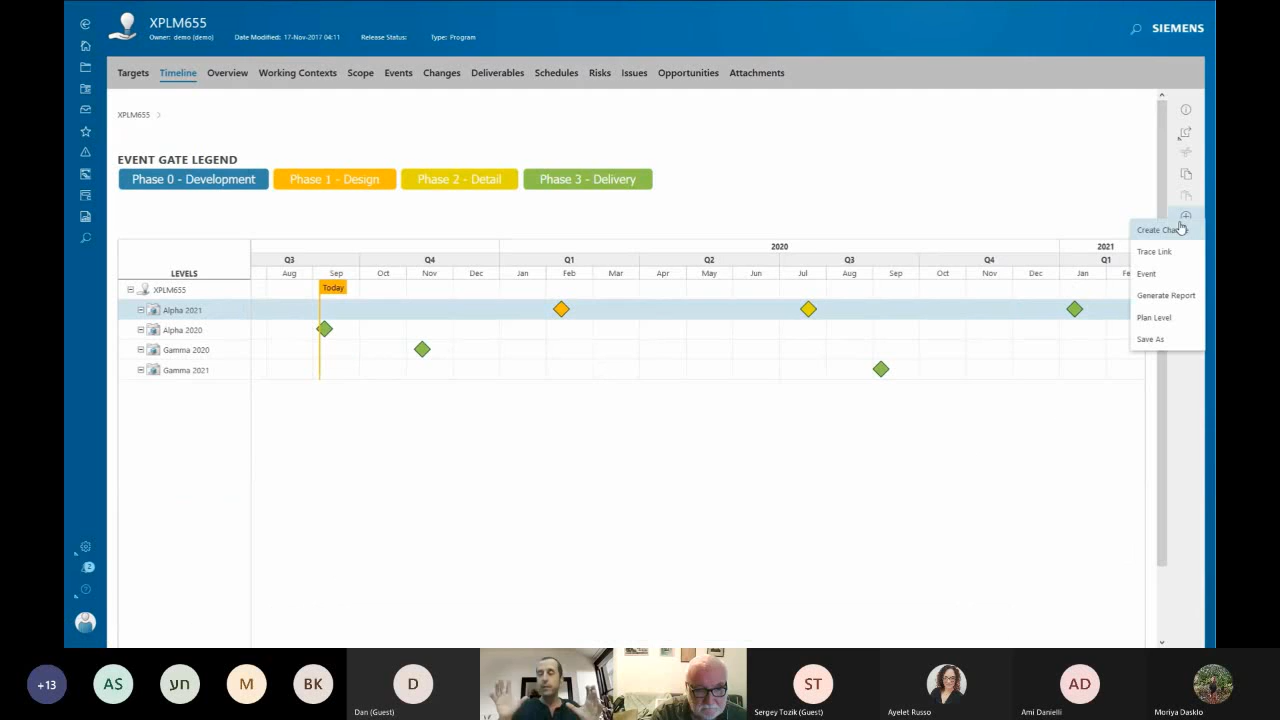 XPLM655
Owner: demo (demo) Date Modified: 17-Nov-2017 04:11 Release Status: Type: Program
SIEMENS
Targets Timeline Overview Working Contexts Scope Events Changes Deliverables Schedules Risks Issues Opportunities Attachments
XPLM655
EVENT GATE LEGEND
Phase 0 - Development Phase 1 - Design Phase 2 - Detail Phase 3 - Delivery
2020 2021
Q3 Q4 Q1 Q2 Q3 Q4 Q1
LEVELS Aug Sep Oct Nov Dec Jan Feb Mar Apr May Jun Jul Aug Sep Oct Nov Dec Jan Fe
XPLM655 Today
Alpha 2021
Alpha 2020
Gamma 2020
Gamma 2021
Create Cha
Trace Link
Event
Generate Report
Plan Level
Save As
+13 AS חע M BK D ST AD
Dan (Guest) Sergey Tozik (Guest) Ayelet Russo Ami Danielli Moriya Dasklo